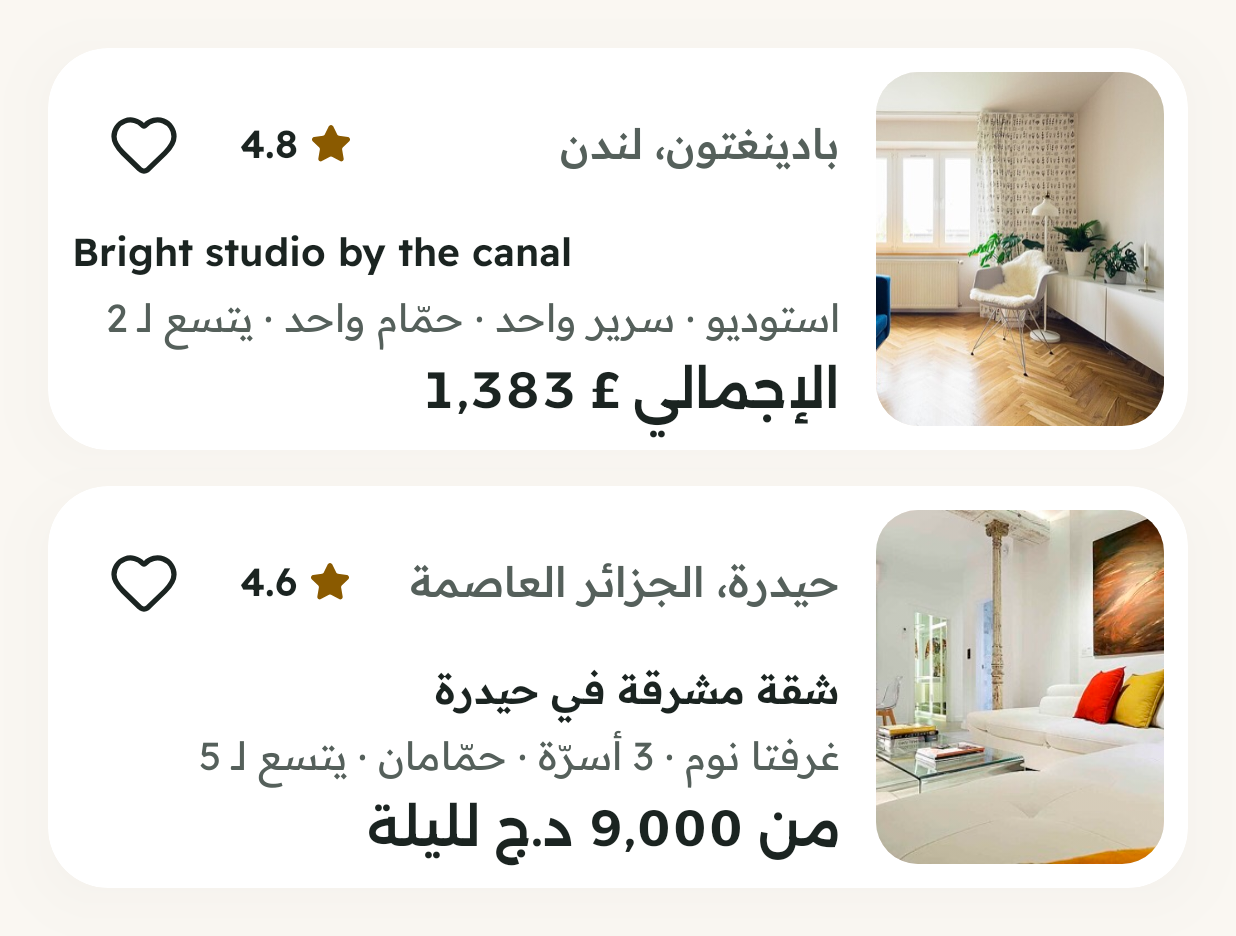 بادينغتون، لندن 4.8
Bright studio by the canal
استوديو · سرير واحد · حمّام واحد · يتسع لـ 2
الإجمالي £ 1,383
حيدرة، الجزائر العاصمة 4.6
شقة مشرقة في حيدرة
غرفتا نوم · 3 أسرّة · حمّامان · يتسع لـ 5
من 9,000 د.ج لليلة